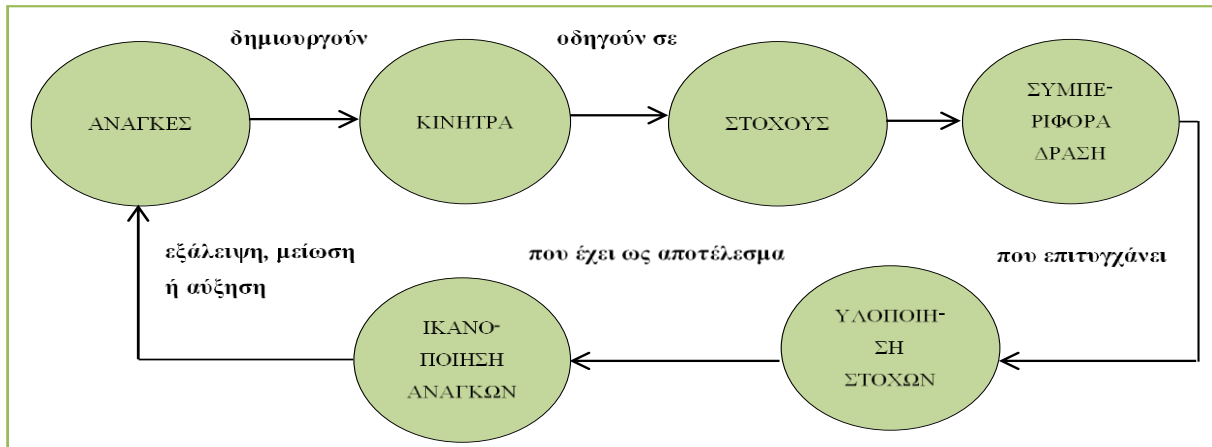 δημιουργούν
οδηγούν σε
ΑΝΑΓΚΕΣ
ΚΙΝΗΤΡΑ
ΣΤΟΧΟΥΣ
ΣΥΜΠΕ-
ΡΙΦΟΡΑ
ΔΡΑΣΗ
εξάλειψη, μείωση
ή αύξηση
που έχει ως αποτέλεσμα
που επιτυγχάνει
ΙΚΑΝΟ-
ΠΟΙΗΣΗ
ΑΝΑΓΚΩΝ
ΥΛΟΠΟΙΗ-
ΣΗ
ΣΤΟΧΩΝ